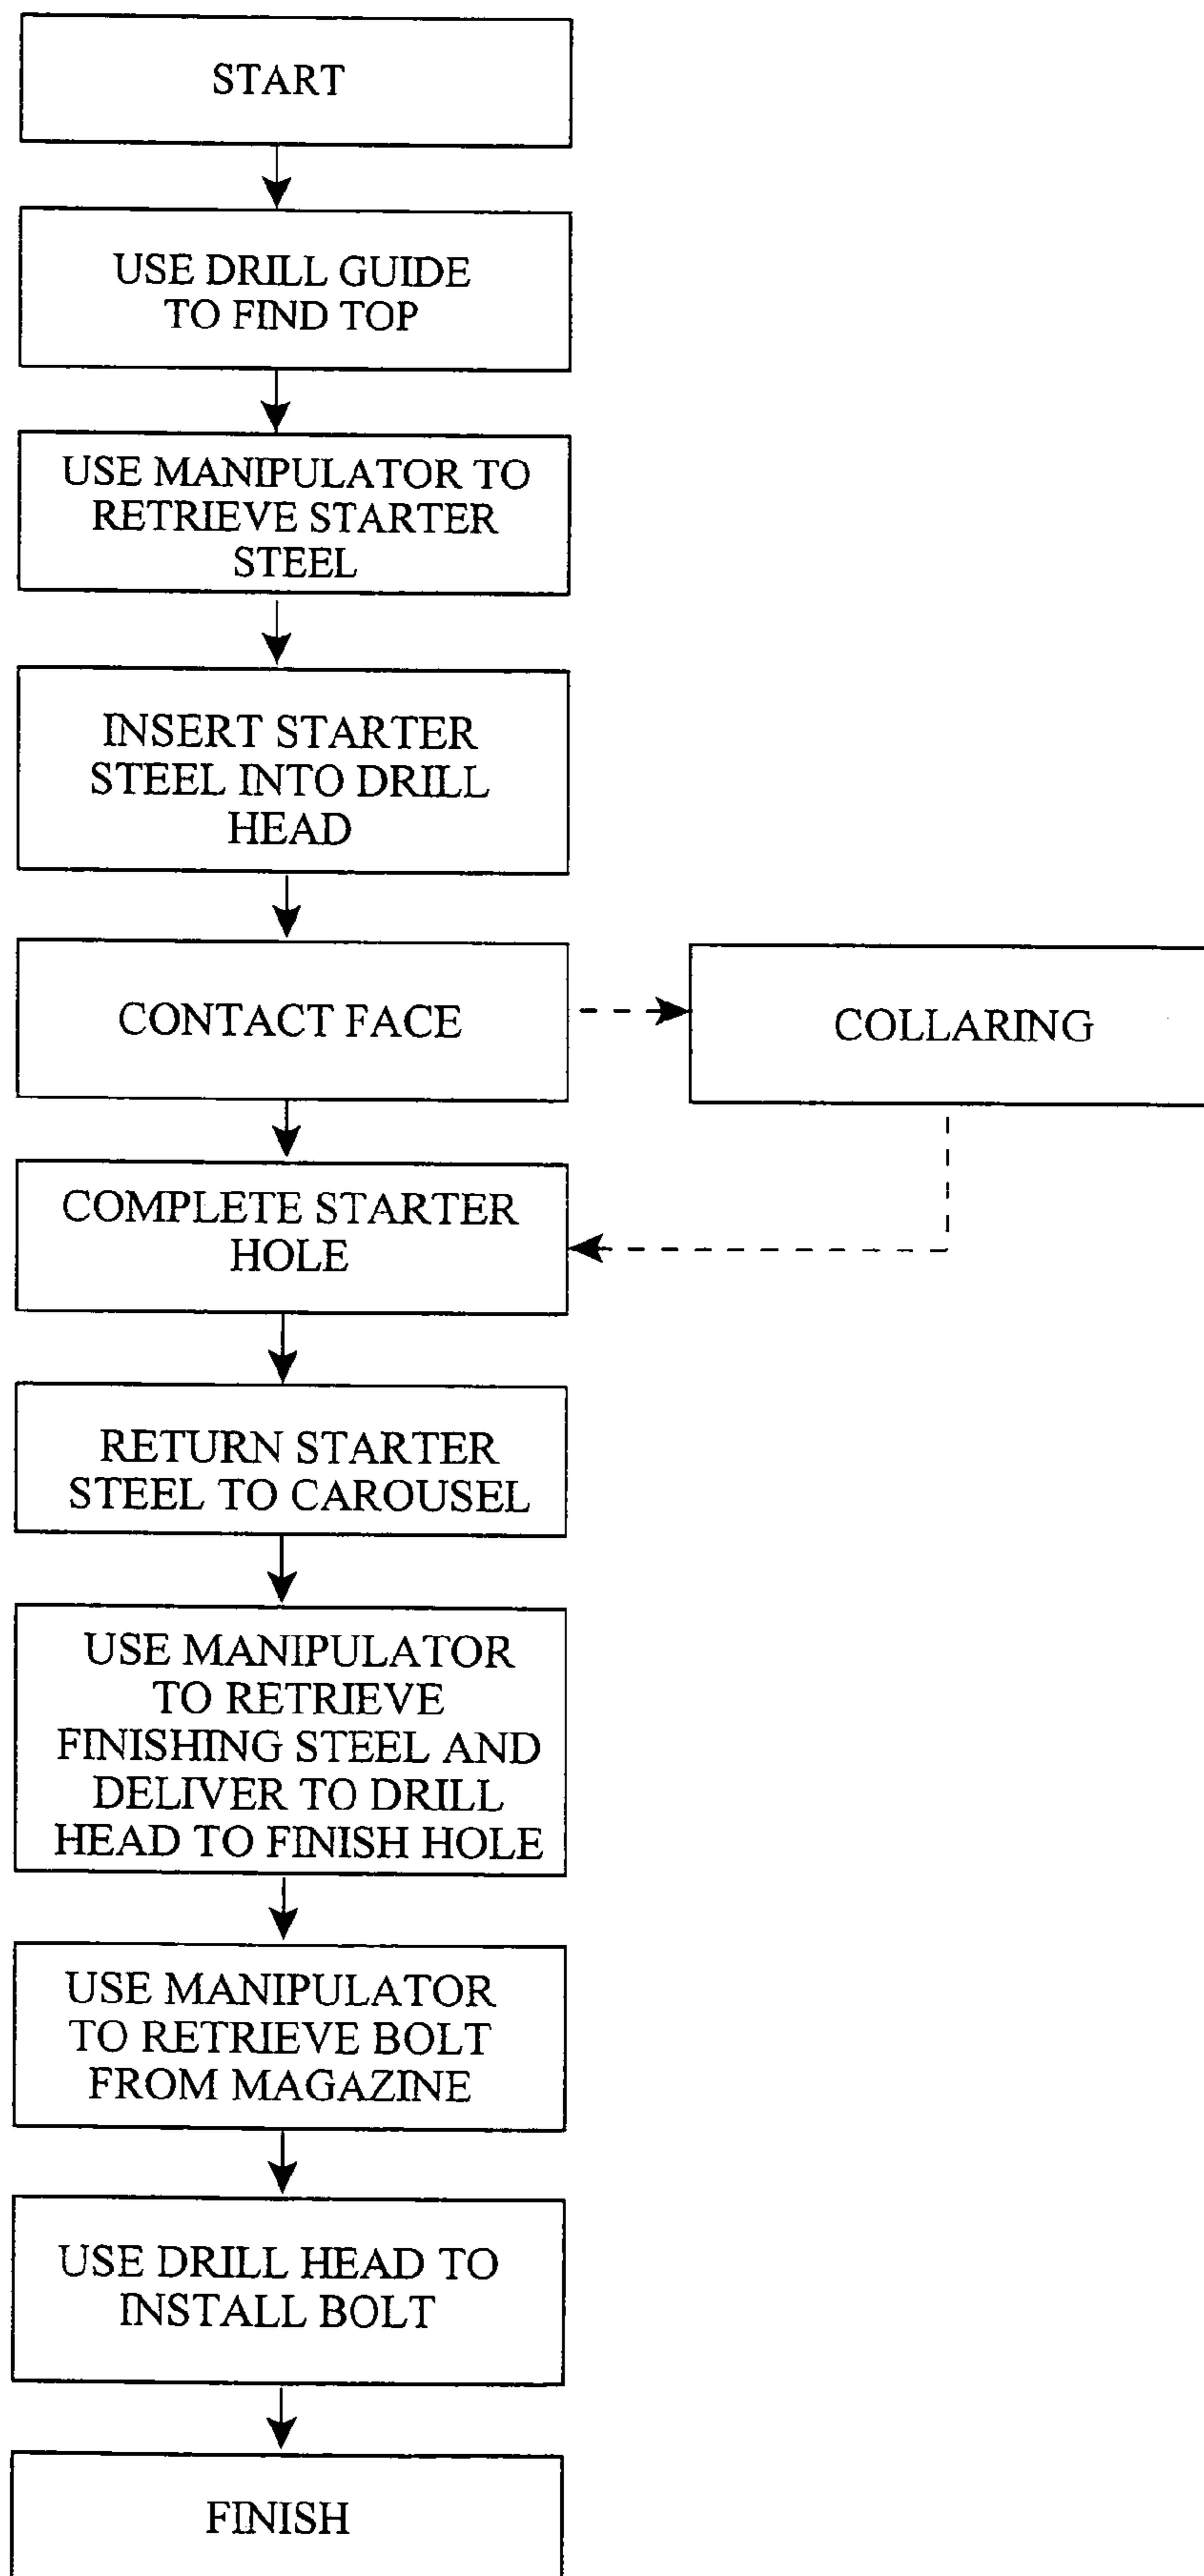 START
USE DRILL GUIDE
TO FIND TOP
USE MANIPULATOR TO
RETRIEVE STARTER
STEEL
INSERT STARTER
STEEL INTO DRILL
HEAD
CONTACT FACE
COLLARING
COMPLETE STARTER
HOLE
RETURN STARTER
STEEL TO CAROUSEL
USE MANIPULATOR
TO RETRIEVE
FINISHING STEEL AND
DELIVER TO DRILL
HEAD TO FINISH HOLE
USE MANIPULATOR
TO RETRIEVE BOLT
FROM MAGAZINE
USE DRILL HEAD TO
INSTALL BOLT
FINISH